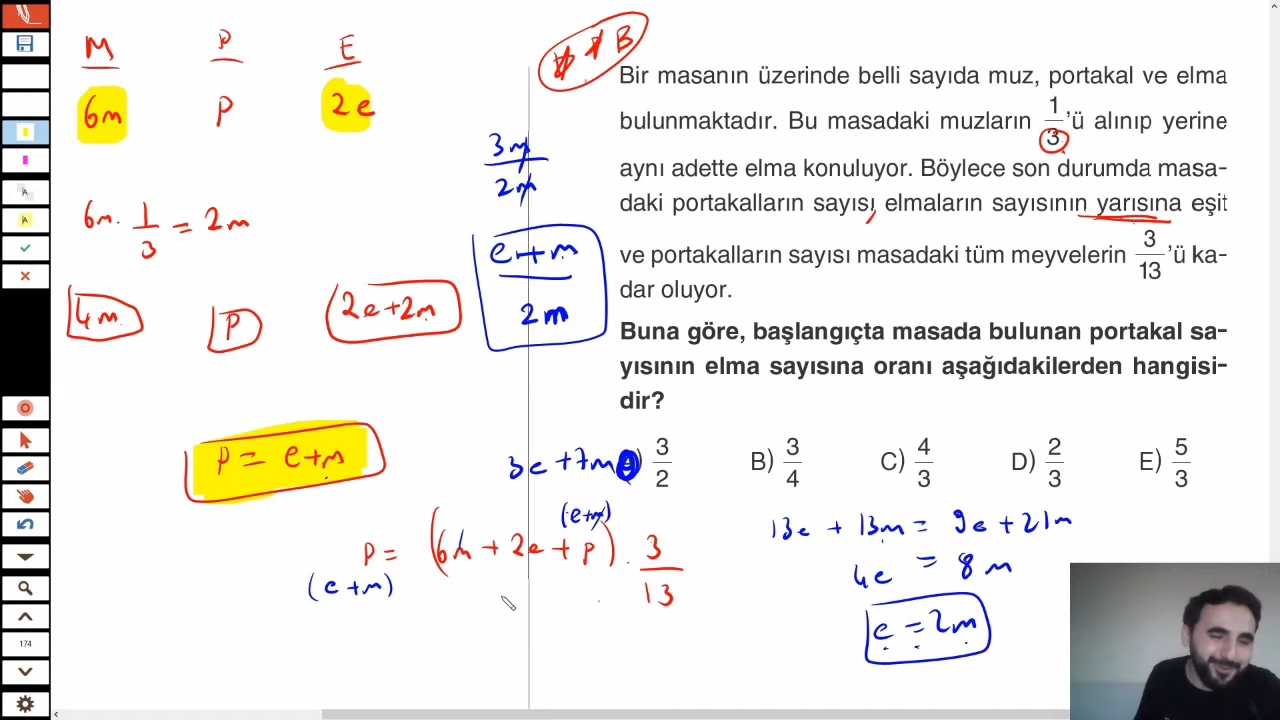 M P E
6m P 2e
6m. 1/3 = 2m
4m P 2e+2m
P = e+m
3m/2m
e+m/2m
B
Bir masanın üzerinde belli sayıda muz, portakal ve elma
bulunmaktadır. Bu masadaki muzların 1/3'ü alınıp yerine
aynı adette elma konuluyor. Böylece son durumda masa-
daki portakalların sayısı, elmaların sayısının yarısına eşit
ve portakalların sayısı masadaki tüm meyvelerin 3/13'ü ka-
dar oluyor.
Buna göre, başlangıçta masada bulunan portakal sa-
yısının elma sayısına oranı aşağıdakilerden hangisi-
dir?
) 3/2 B) 3/4 C) 4/3 D) 2/3 E) 5/3
3e +7m
(e+m)
P = (6m + 2e + P) . 3/13
(e+m)
13e + 13m = 9e + 21m
4e = 8m
e = 2m
174